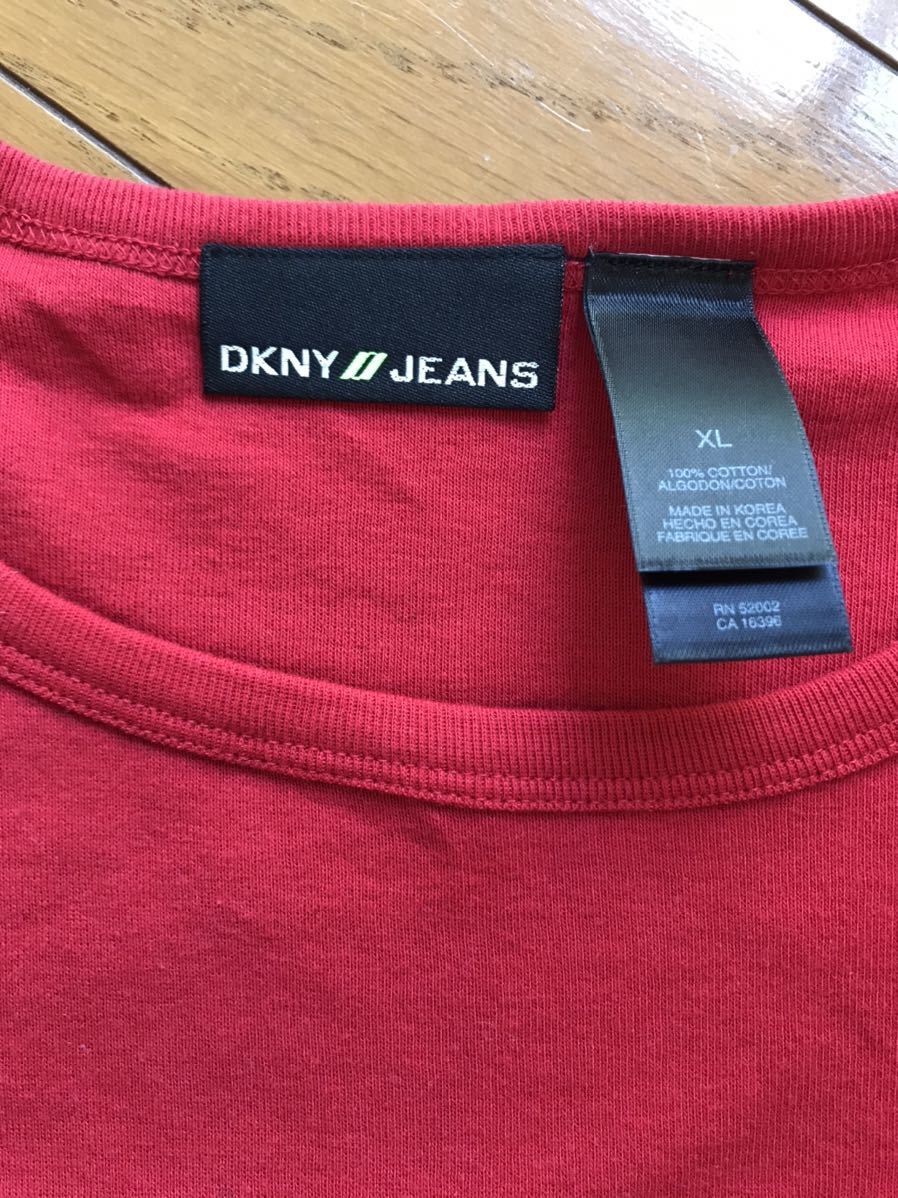 DKNY // JEANS
XL
100% COTTON/
ALGODON/COTON
MADE IN KOREA
HECHO EN COREA
FABRIQUE EN COREE
RN 52002
CA 16396